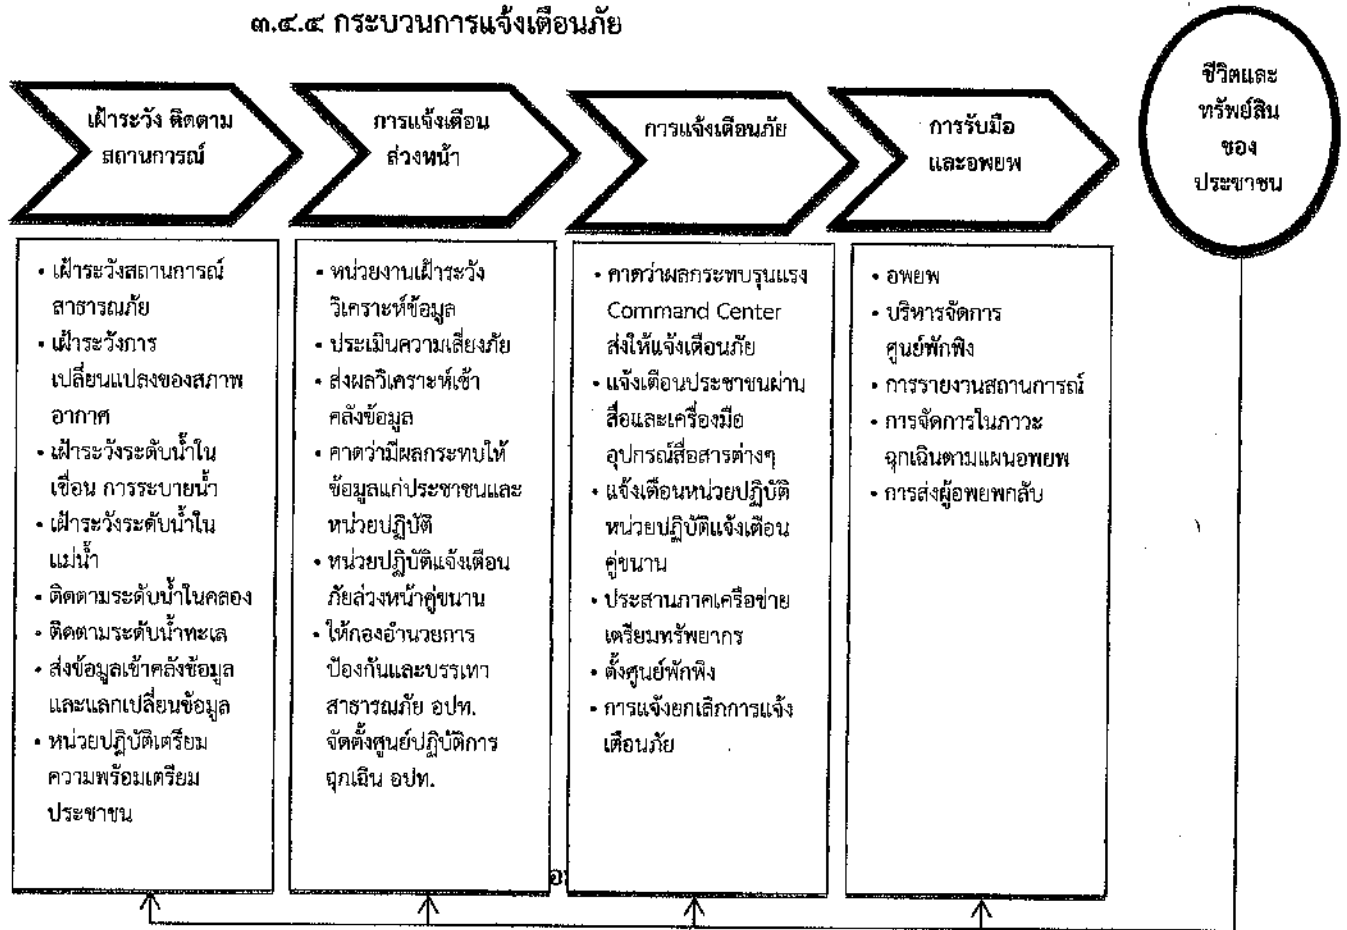 ๓.๔.๔ กระบวนการแจ้งเตือนภัย
เฝ้าระวัง ติดตาม
สถานการณ์
การแจ้งเตือน
ล่วงหน้า
การแจ้งเตือนภัย
การรับมือ
และอพยพ
ชีวิตและ
ทรัพย์สิน
ของ
ประชาชน
• เฝ้าระวังสถานการณ์
สาธารณภัย
• เฝ้าระวังการ
เปลี่ยนแปลงของสภาพ
อากาศ
• เฝ้าระวังระดับน้ำใน
เขื่อน การระบายน้ำ
• เฝ้าระวังระดับน้ำใน
แม่น้ำ
• ติดตามระดับน้ำในคลอง
• ติดตามระดับน้ำทะเล
• ส่งข้อมูลเข้าคลังข้อมูล
และแลกเปลี่ยนข้อมูล
• หน่วยปฏิบัติเตรียม
ความพร้อมเตรียม
ประชาชน
• หน่วยงานเฝ้าระวัง
วิเคราะห์ข้อมูล
• ประเมินความเสี่ยงภัย
• ส่งผลวิเคราะห์เข้า
คลังข้อมูล
• คาดว่ามีผลกระทบให้
ข้อมูลแก่ประชาชนและ
หน่วยปฏิบัติ
• หน่วยปฏิบัติแจ้งเตือน
ภัยล่วงหน้าคู่ขนาน
• ให้กองอำนวยการ
ป้องกันและบรรเทา
สาธารณภัย อปท.
จัดตั้งศูนย์ปฏิบัติการ
ฉุกเฉิน อปท.
• คาดว่าผลกระทบรุนแรง
Command Center
ส่งให้แจ้งเตือนภัย
• แจ้งเตือนประชาชนผ่าน
สื่อและเครื่องมือ
อุปกรณ์สื่อสารต่างๆ
• แจ้งเตือนหน่วยปฏิบัติ
หน่วยปฏิบัติแจ้งเตือน
คู่ขนาน
• ประสานภาคเครือข่าย
เตรียมทรัพยากร
• ตั้งศูนย์พักพิง
• การแจ้งยกเลิกการแจ้ง
เตือนภัย
• อพยพ
• บริหารจัดการ
ศูนย์พักพิง
• การรายงานสถานการณ์
• การจัดการในภาวะ
ฉุกเฉินตามแผนอพยพ
• การส่งผู้อพยพกลับ